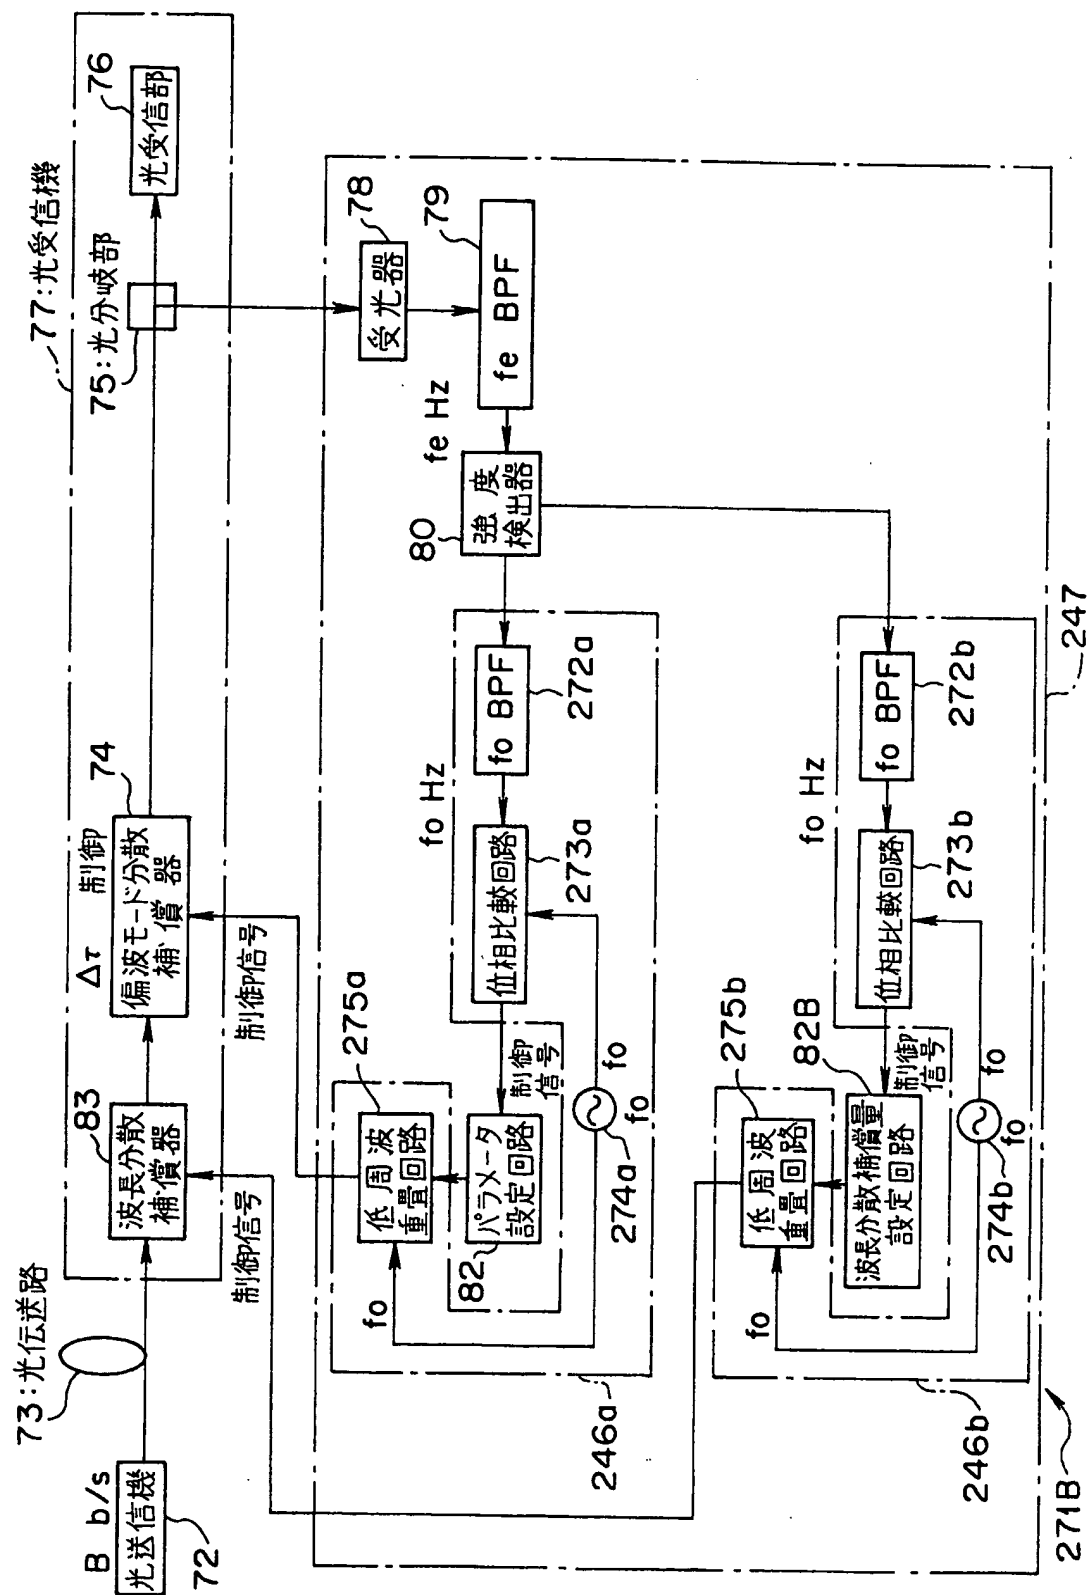 B b/s
光送信機
72
73:光伝送路
77:光受信機
83
波長分散
補償器
制御信号
Δτ
制御
74
偏波モード分散
補償器
制御信号
75:光分岐部
76
光受信部
78
受光器
79
fe BPF
fe Hz
80
強度
検出器
fo BPF
272a
fo Hz
位相比較回路
273a
制御
信号
パラメータ
設定回路
82
低周波
重畳回路
275a
fo
fo
274a
246a
fo BPF
272b
fo Hz
位相比較回路
273b
制御
信号
82B
波長分散補償量
設定回路
低周波
重畳回路
275b
fo
fo
fo
274b
246b
247
271B